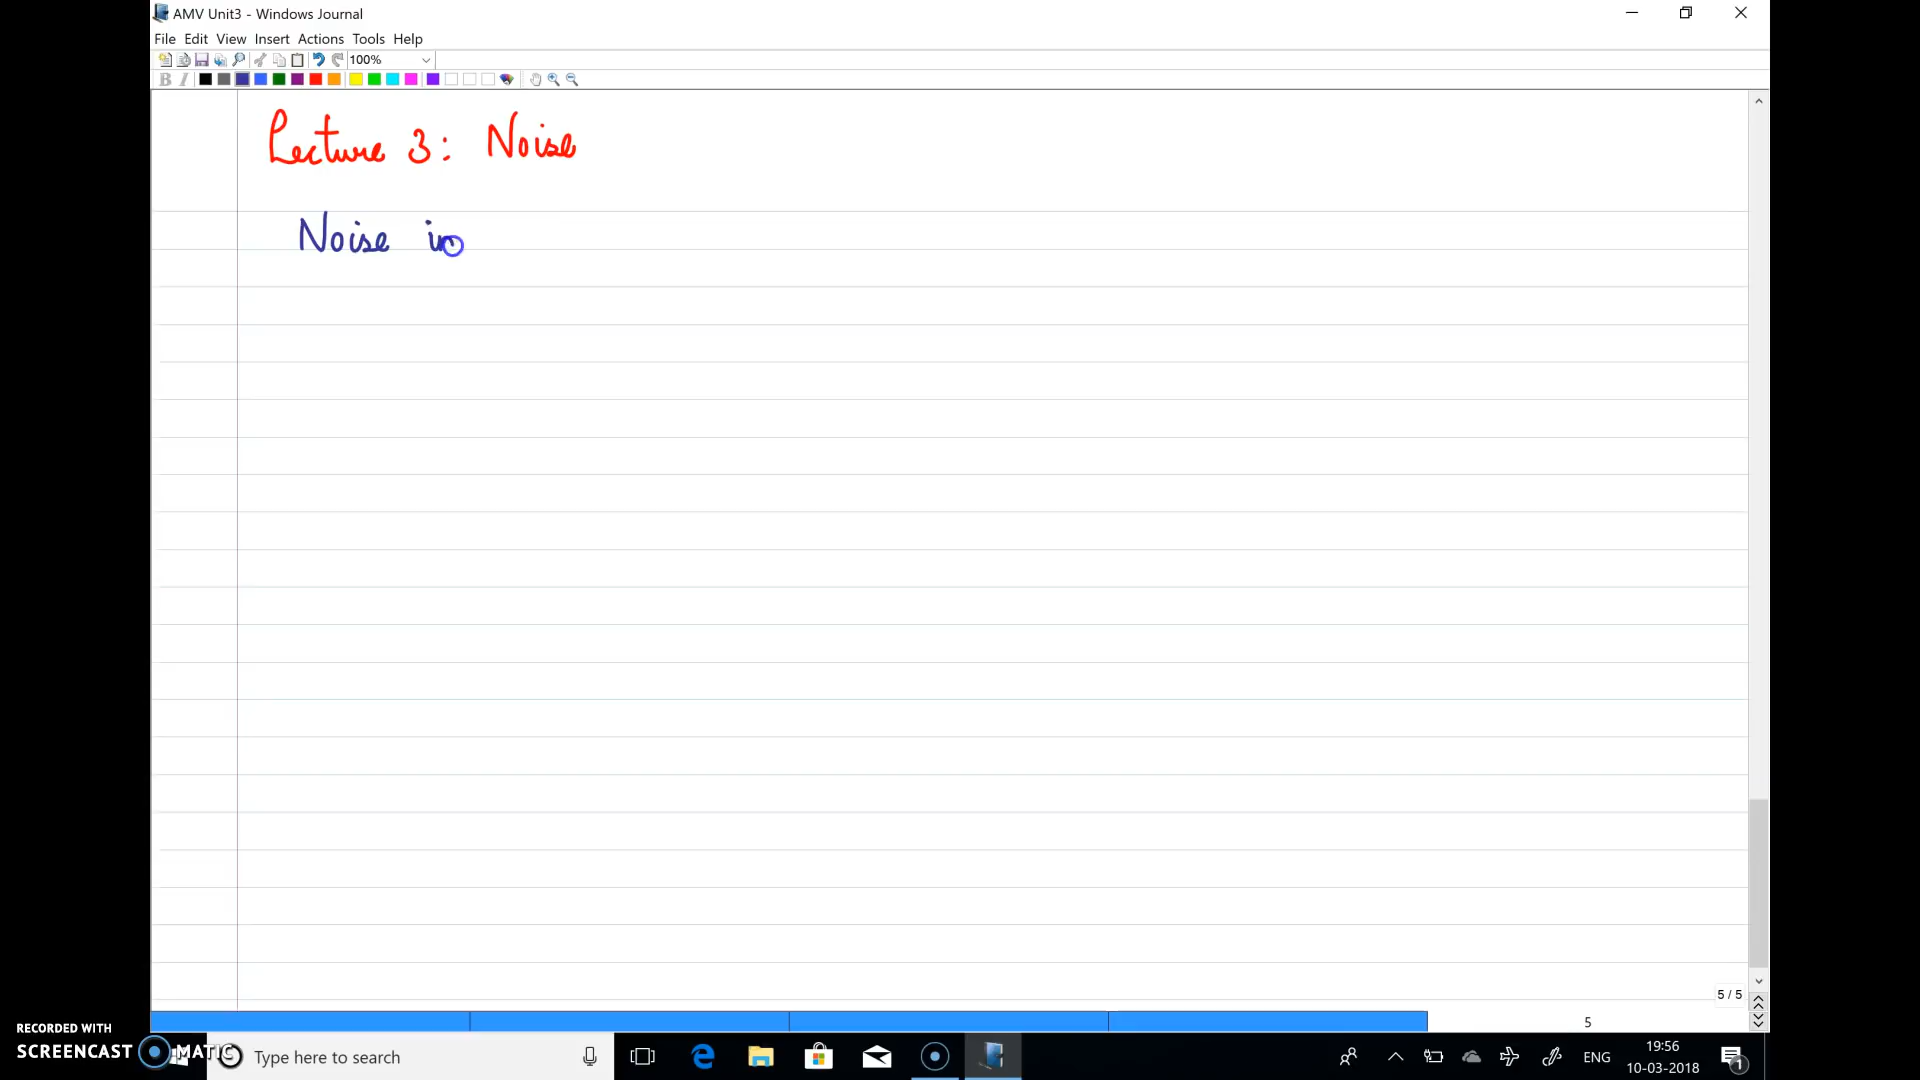 AMV Unit3 - Windows Journal
File Edit View Insert Actions Tools Help
100%
B I
Lecture 3: Noise
Noise in
5 / 5
5
RECORDED WITH
SCREENCAST MATIC
Type here to search
ENG
19:56
10-03-2018
1